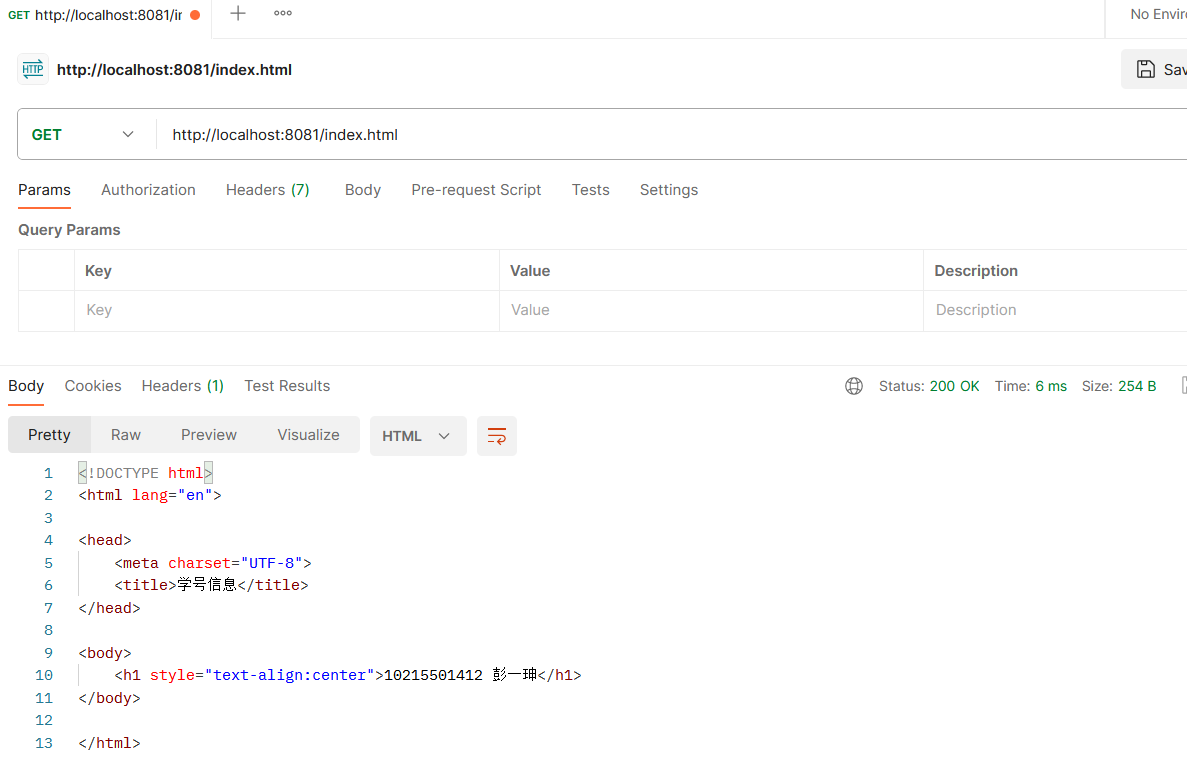 GET http://localhost:8081/ir
No Envir
HTTP http://localhost:8081/index.html
Sav
GET http://localhost:8081/index.html
Params Authorization Headers (7) Body Pre-request Script Tests Settings
Query Params
Key Value Description
Key Value Description
Body Cookies Headers (1) Test Results Status: 200 OK Time: 6 ms Size: 254 B
Pretty Raw Preview Visualize HTML
1 <!DOCTYPE html>
2 <html lang="en">
3
4 <head>
5 <meta charset="UTF-8">
6 <title>学号信息</title>
7 </head>
8
9 <body>
10 <h1 style="text-align:center">10215501412 彭一珅</h1>
11 </body>
12
13 </html>